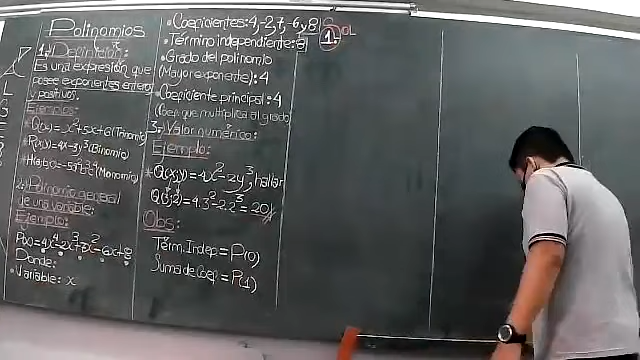 Polinomios
1.) Definición:
Es una expresión que
posee exponentes enteros
y positivos.
Ejemplos:
Q(x)=x²+5x+6(Trinomio)
*R(x,y)=4x-3y³(Binomio)
(Monomio)
2.) Polinomio general
de una variable:
Ejemplo:
P(x)=4x⁴-2x³+7x²-6x+8
Donde:
•Variable: x
•Coeficientes:4,-2,7,-6,y8
•Término independiente:8
•Grado del polinomio
(Mayor exponente):4
•Coeficiente principal:4
(Coef. que multiplica al grado)
3.) Valor numérico:
Ejemplo:
Q(x;y)=4x²-2y³, hallar
Q(3;2)=4.3²-2.2³=20
Obs:
Térm. Indep = P(0)
Suma de Coef = P(1)
1.-